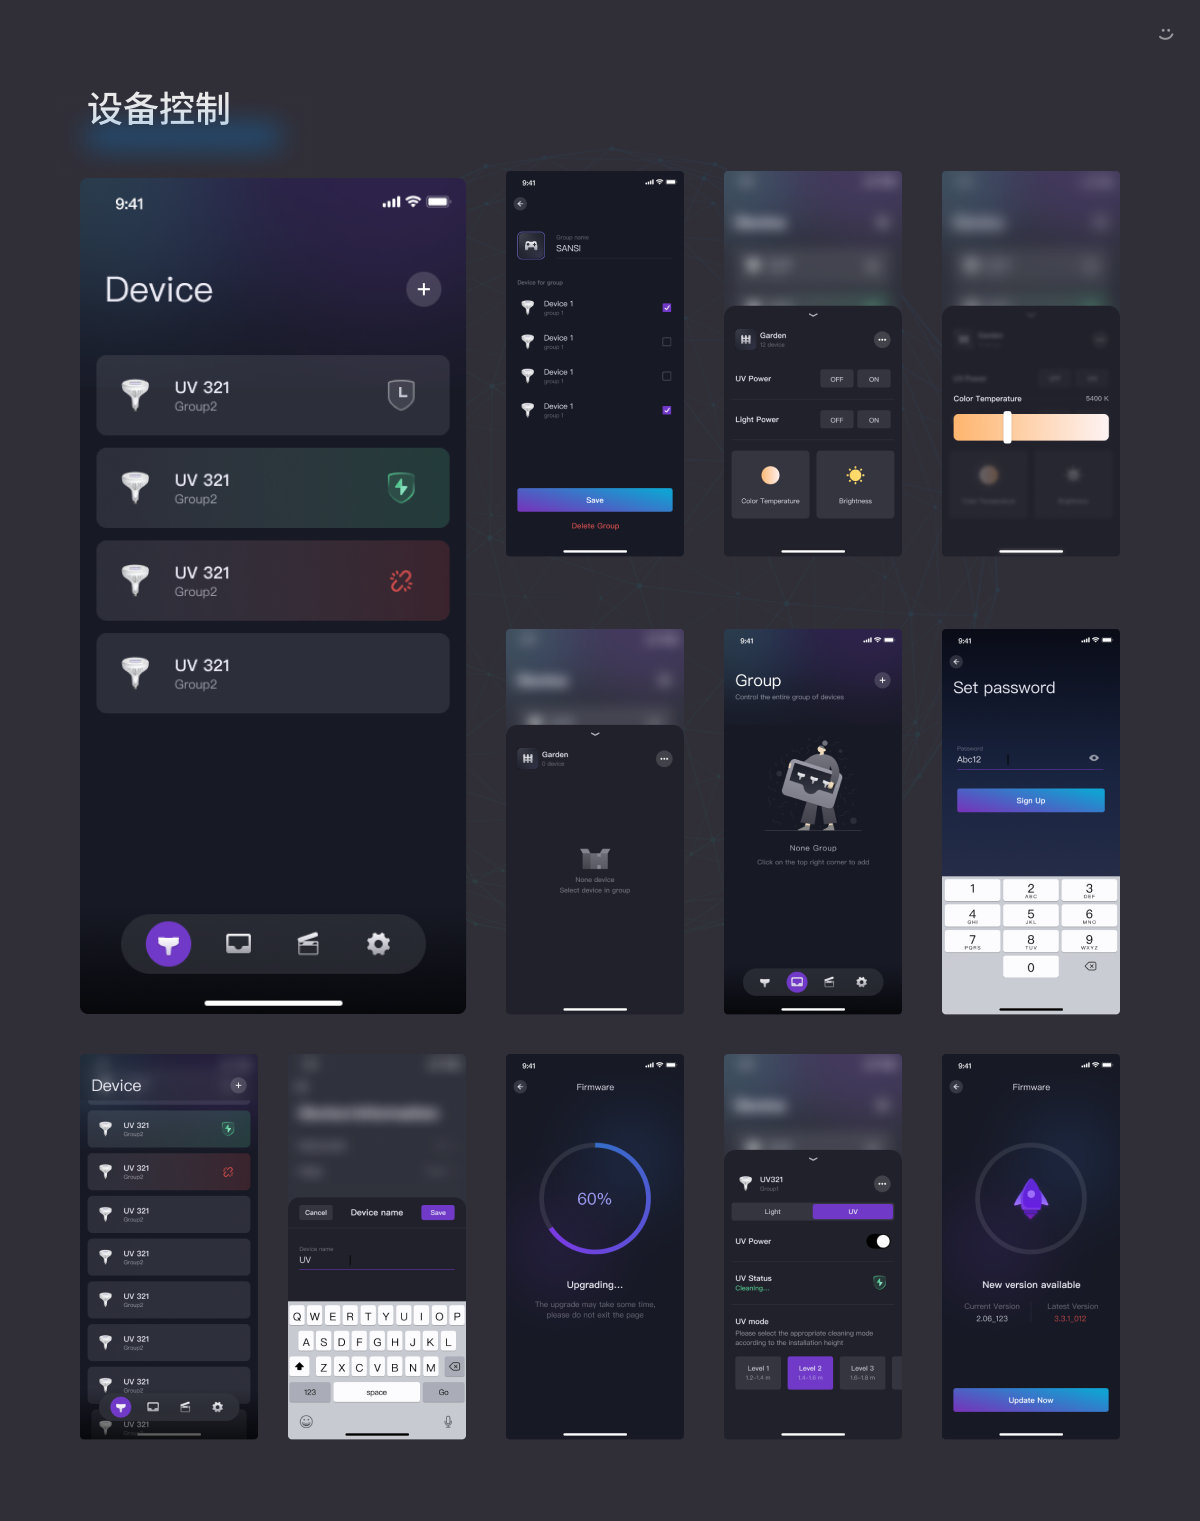 设备控制
9:41
Device
UV 321
Group2
UV 321
Group2
UV 321
Group2
UV 321
Group2
9:41
Group name
SANSI
Device for group
Device 1
group 1
Device 1
group 1
Device 1
group 1
Device 1
group 1
Save
Delete Group
Garden
12 device
UV Power
OFF
ON
Light Power
OFF
ON
Color Temperature
Brightness
Color Temperature
5400 K
Garden
0 device
None device
Select device in group
9:41
Group
Control the entire group of devices
None Group
Click on the top right corner to add
9:41
Set password
Password
Abc12
Sign Up
1
2
ABC
3
DEF
4
GHI
5
JKL
6
MNO
7
PQRS
8
TUV
9
WXYZ
0
Device
UV 321
Group2
UV 321
Group2
UV 321
Group2
UV 321
Group2
UV 321
Group2
UV 321
Group2
UV 321
Group2
UV 321
Device Information
Cancel
Device name
Save
Device name
UV
Q W E R T Y U I O P
A S D F G H J K L
Z X C V B N M
123
space
Go
9:41
Firmware
60%
Upgrading...
The upgrade may take some time,
please do not exit the page
UV321
Group1
Light
UV
UV Power
UV Status
Cleaning...
UV mode
Please select the appropriate cleaning mode
according to the installation height
Level 1
1.2-1.4 m
Level 2
1.4-1.6 m
Level 3
1.6-1.8 m
9:41
Firmware
New version available
Current Version
2.06_123
Latest Version
3.3.1_012
Update Now